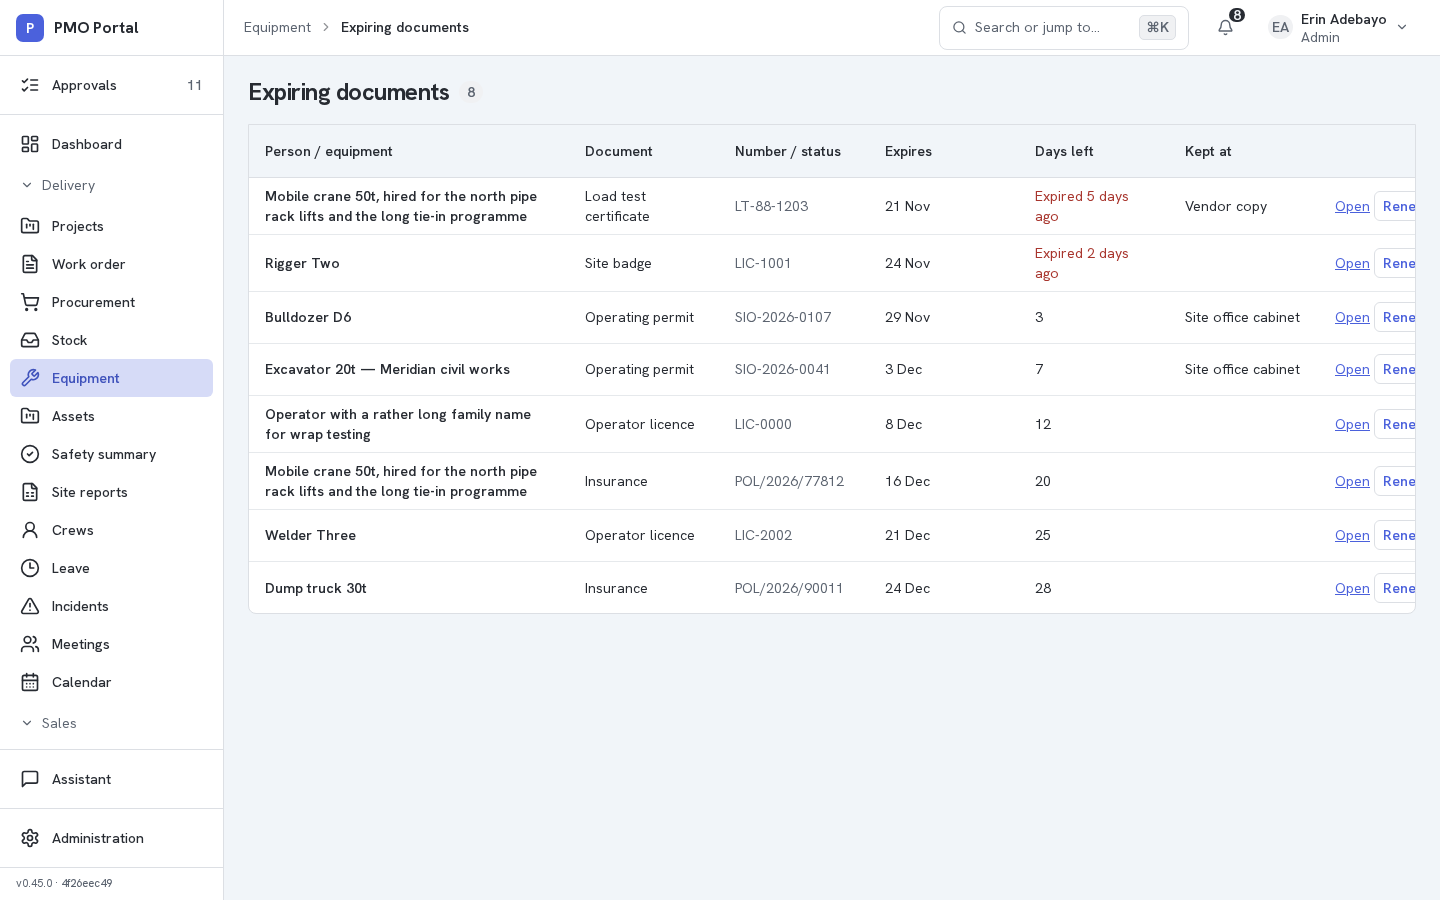 P PMO Portal
Equipment > Expiring documents
Search or jump to... ⌘K
8
EA
Erin Adebayo
Admin
Approvals 11
Dashboard
Delivery
Projects
Work order
Procurement
Stock
Equipment
Assets
Safety summary
Site reports
Crews
Leave
Incidents
Meetings
Calendar
Sales
Assistant
Administration
v0.45.0 · 4f26eec49
Expiring documents 8
Person / equipment Document Number / status Expires Days left Kept at
Mobile crane 50t, hired for the north pipe
rack lifts and the long tie-in programme
Load test
certificate
LT-88-1203
21 Nov
Expired 5 days
ago
Vendor copy
Open Rene
Rigger Two
Site badge
LIC-1001
24 Nov
Expired 2 days
ago
Open Rene
Bulldozer D6 Operating permit SIO-2026-0107 29 Nov 3 Site office cabinet Open Rene
Excavator 20t — Meridian civil works Operating permit SIO-2026-0041 3 Dec 7 Site office cabinet Open Rene
Operator with a rather long family name
for wrap testing
Operator licence LIC-0000 8 Dec 12 Open Rene
Mobile crane 50t, hired for the north pipe
rack lifts and the long tie-in programme
Insurance POL/2026/77812 16 Dec 20 Open Rene
Welder Three Operator licence LIC-2002 21 Dec 25 Open Rene
Dump truck 30t Insurance POL/2026/90011 24 Dec 28 Open Rene